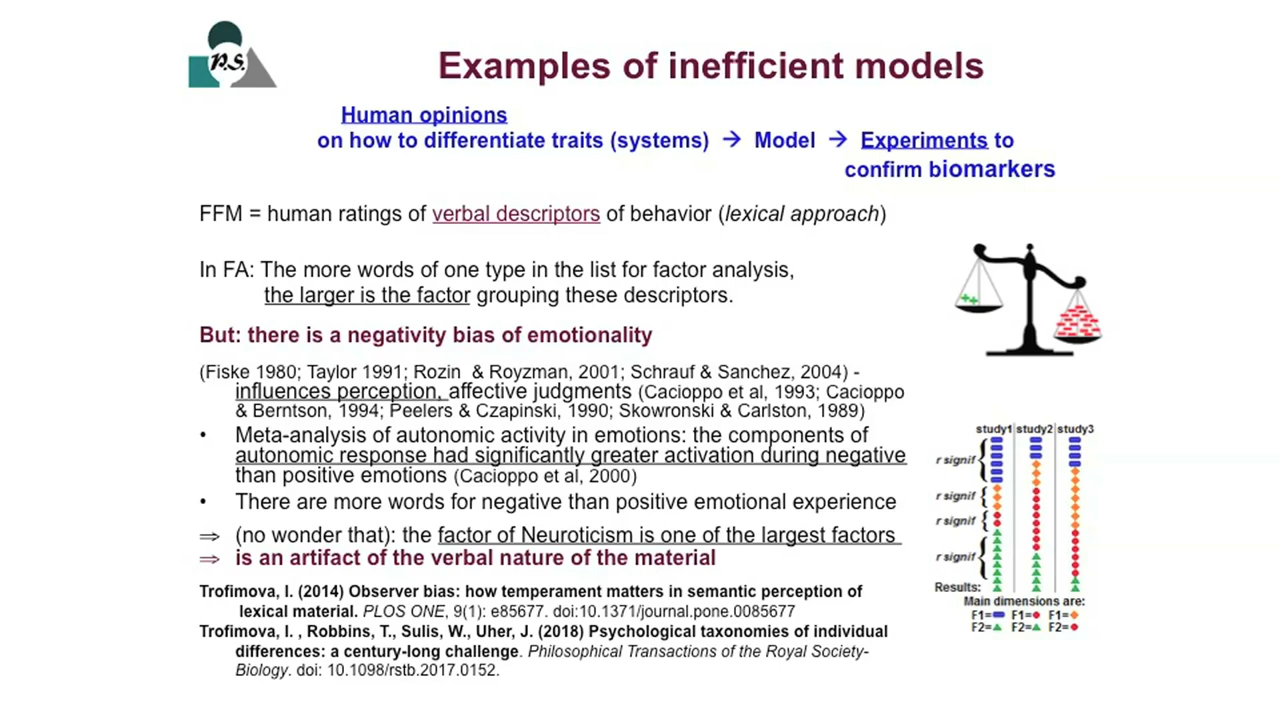 P.S.
Examples of inefficient models
Human opinions
on how to differentiate traits (systems) → Model → Experiments to
confirm biomarkers
FFM = human ratings of verbal descriptors of behavior (lexical approach)
In FA: The more words of one type in the list for factor analysis,
the larger is the factor grouping these descriptors.
But: there is a negativity bias of emotionality
(Fiske 1980; Taylor 1991; Rozin & Royzman, 2001; Schrauf & Sanchez, 2004) -
influences perception, affective judgments (Cacioppo et al, 1993; Cacioppo
& Berntson, 1994; Peelers & Czapinski, 1990; Skowronski & Carlston, 1989)
• Meta-analysis of autonomic activity in emotions: the components of
autonomic response had significantly greater activation during negative
than positive emotions (Cacioppo et al, 2000)
• There are more words for negative than positive emotional experience
⇒ (no wonder that): the factor of Neuroticism is one of the largest factors
⇒ is an artifact of the verbal nature of the material
Trofimova, I. (2014) Observer bias: how temperament matters in semantic perception of
lexical material. PLOS ONE, 9(1): e85677. doi:10.1371/journal.pone.0085677
Trofimova, I. , Robbins, T., Sulis, W., Uher, J. (2018) Psychological taxonomies of individual
differences: a century-long challenge. Philosophical Transactions of the Royal Society-
Biology. doi: 10.1098/rstb.2017.0152.
study1 study2 study3
r signif
r signif
r signif
r signif
Results:
Main dimensions are:
F1= F1= F1=
F2= F2= F2=